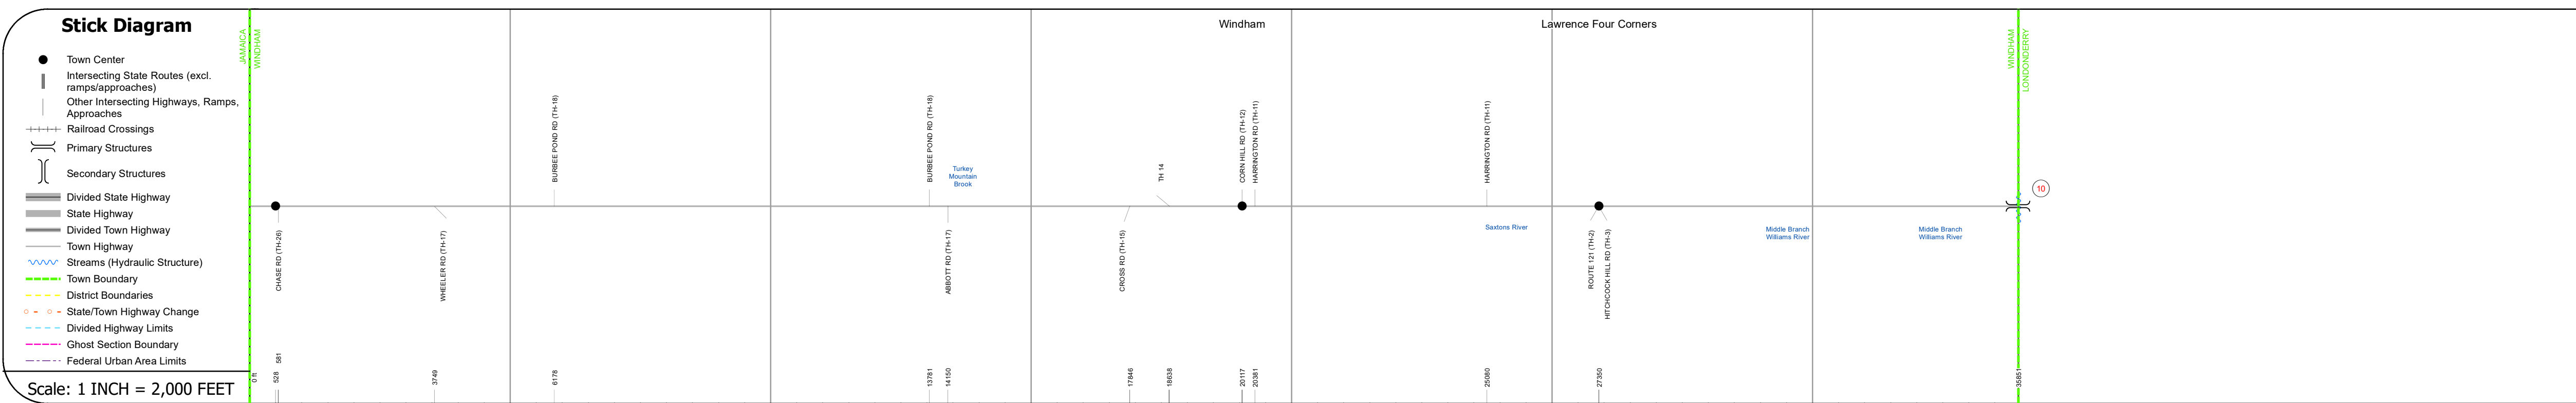 Stick Diagram
Town Center
Intersecting State Routes (excl.
ramps/approaches)
Other Intersecting Highways, Ramps,
Approaches
Railroad Crossings
Primary Structures
Secondary Structures
Divided State Highway
State Highway
Divided Town Highway
Town Highway
Streams (Hydraulic Structure)
Town Boundary
District Boundaries
State/Town Highway Change
Divided Highway Limits
Ghost Section Boundary
Federal Urban Area Limits
Scale: 1 INCH = 2,000 FEET
JAMAICA
WINDHAM
Windham
Lawrence Four Corners
WINDHAM
LONDONDERRY
BURBEE POND RD (TH-18)
BURBEE POND RD (TH-18)
Turkey
Mountain
Brook
TH 14
CORN HILL RD (TH-12)
HARRINGTON RD (TH-11)
HARRINGTON RD (TH-11)
10
CHASE RD (TH-26)
WHEELER RD (TH-17)
ABBOTT RD (TH-17)
CROSS RD (TH-15)
Saxtons River
ROUTE 121 (TH-2)
HITCHCOCK HILL RD (TH-3)
Middle Branch
Williams River
Middle Branch
Williams River
0 ft
528
581
3749
6178
13781
14150
17846
18638
20117
20381
25080
27350
35851